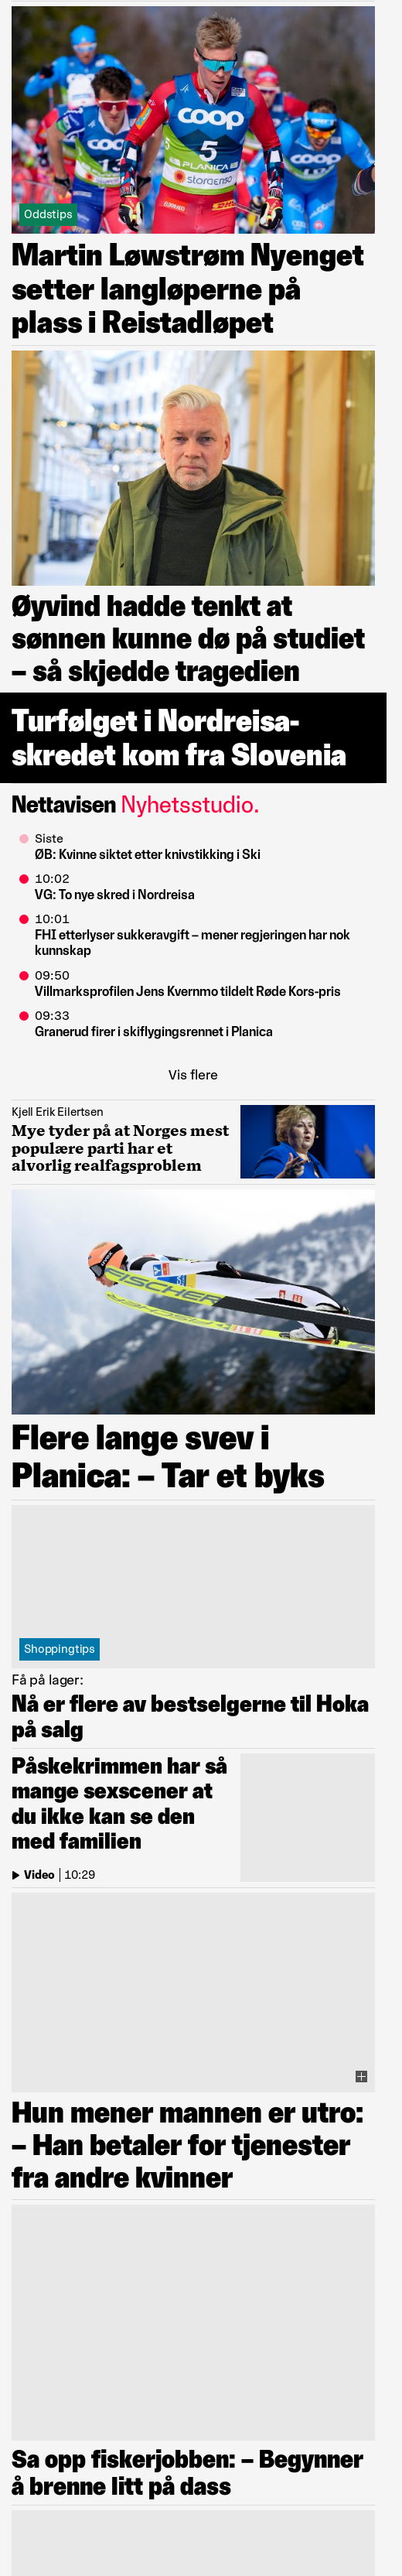 coop
coop
5
PLANICA
storaenso
Oddstips
Martin Løwstrøm Nyenget
setter langløperne på
plass i Reistadløpet
Øyvind hadde tenkt at
sønnen kunne dø på studiet
– så skjedde tragedien
Turfølget i Nordreisa-
skredet kom fra Slovenia
Nettavisen Nyhetsstudio.
Siste
ØB: Kvinne siktet etter knivstikking i Ski
10:02
VG: To nye skred i Nordreisa
10:01
FHI etterlyser sukkeravgift – mener regjeringen har nok
kunnskap
09:50
Villmarksprofilen Jens Kvernmo tildelt Røde Kors-pris
09:33
Granerud firer i skiflygingsrennet i Planica
Vis flere
Kjell Erik Eilertsen
Mye tyder på at Norges mest
populære parti har et
alvorlig realfagsproblem
FISCHER
FISCHER
Flere lange svev i
Planica: – Tar et byks
Shoppingtips
Få på lager:
Nå er flere av bestselgerne til Hoka
på salg
Påskekrimmen har så
mange sexscener at
du ikke kan se den
med familien
Video | 10:29
Hun mener mannen er utro:
– Han betaler for tjenester
fra andre kvinner
Sa opp fiskerjobben: – Begynner
å brenne litt på dass